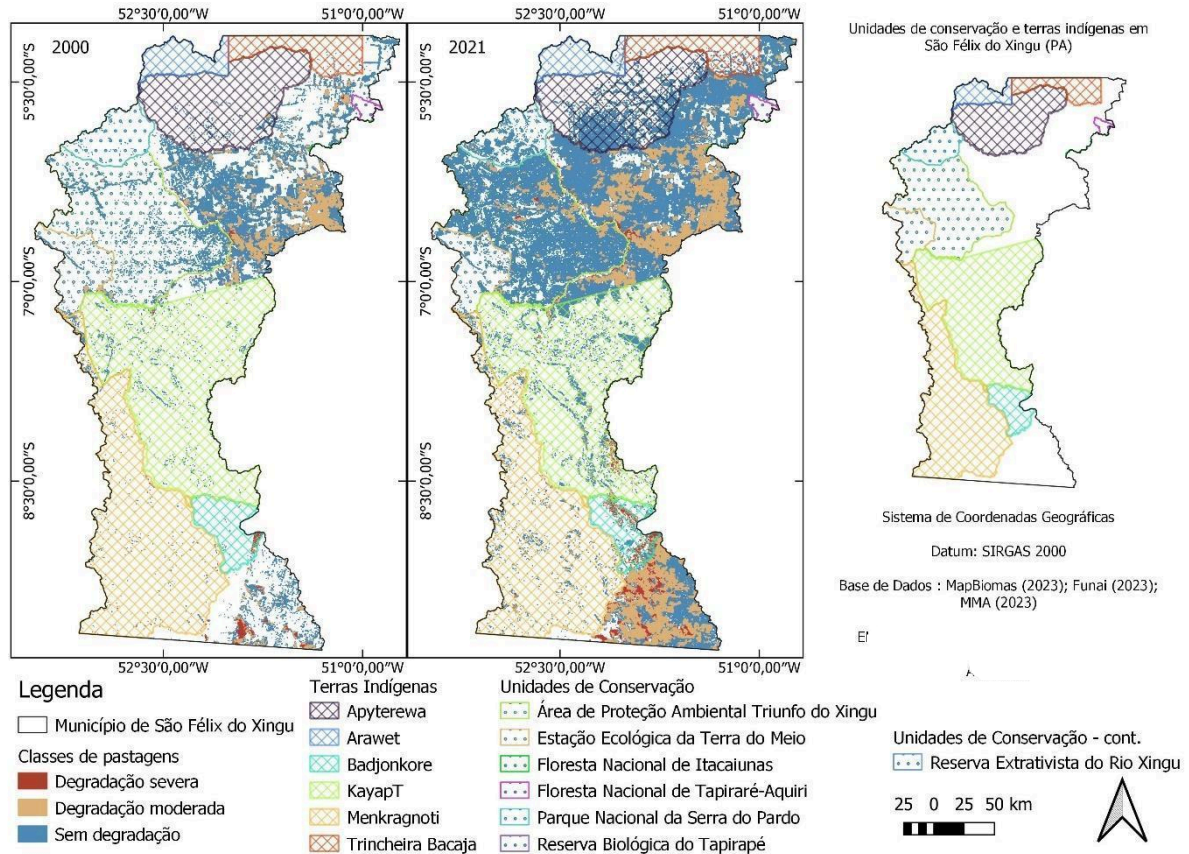 52°30'0,00"W
51°0'0,00"W
52°30'0,00"W
51°0'0,00"W
2000
2021
5°30'0,00"S
5°30'0,00"S
7°0'0,00"S
7°0'0,00"S
8°30'0,00"S
8°30'0,00"S
52°30'0,00"W
51°0'0,00"W
52°30'0,00"W
51°0'0,00"W
Unidades de conservação e terras indígenas em
São Félix do Xingu (PA)
Sistema de Coordenadas Geográficas
Datum: SIRGAS 2000
Base de Dados : MapBiomas (2023); Funai (2023);
MMA (2023)
Legenda
Município de São Félix do Xingu
Classes de pastagens
Degradação severa
Degradação moderada
Sem degradação
Terras Indígenas
Apyterewa
Arawet
Badjonkore
KayapT
Menkragnoti
Trincheira Bacaja
Unidades de Conservação
Área de Proteção Ambiental Triunfo do Xingu
Estação Ecológica da Terra do Meio
Floresta Nacional de Itacaiunas
Floresta Nacional de Tapiraré-Aquiri
Parque Nacional da Serra do Pardo
Reserva Biológica do Tapirapé
Unidades de Conservação - cont.
Reserva Extrativista do Rio Xingu
25 0 25 50 km